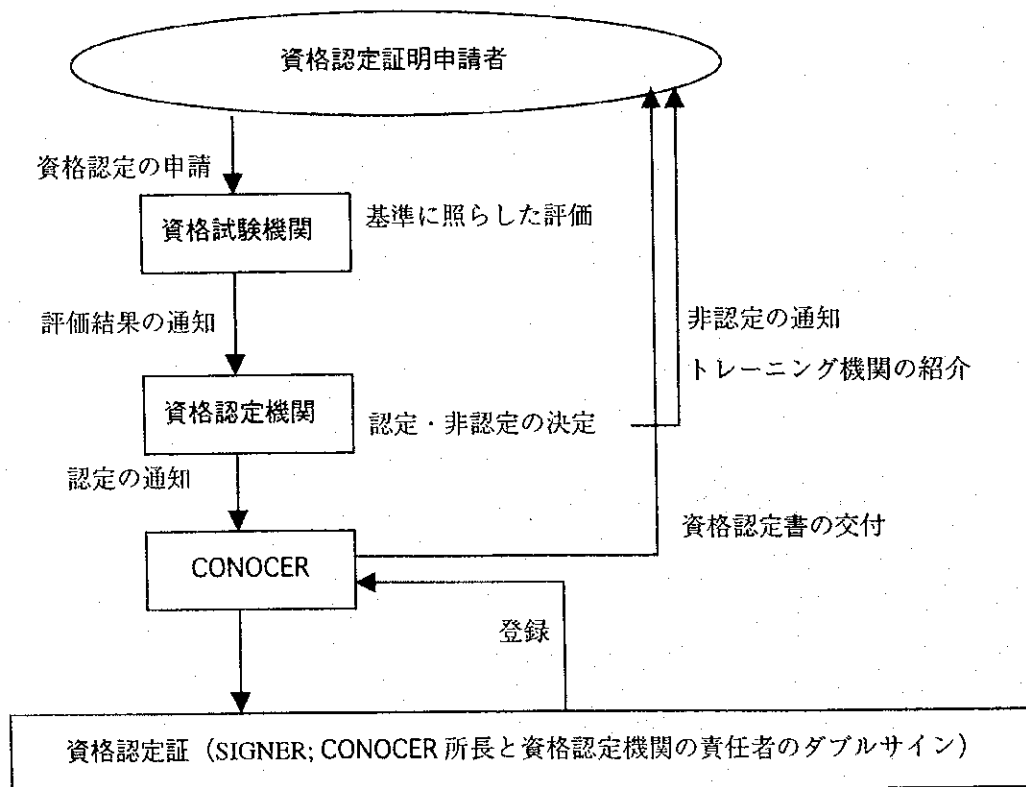 資格認定証明申請者
資格認定の申請
資格試験機関
基準に照らした評価
評価結果の通知
非認定の通知
トレーニング機関の紹介
資格認定機関
認定・非認定の決定
認定の通知
資格認定書の交付
CONOCER
登録
資格認定証（SIGNER; CONOCER 所長と資格認定機関の責任者のダブルサイン）